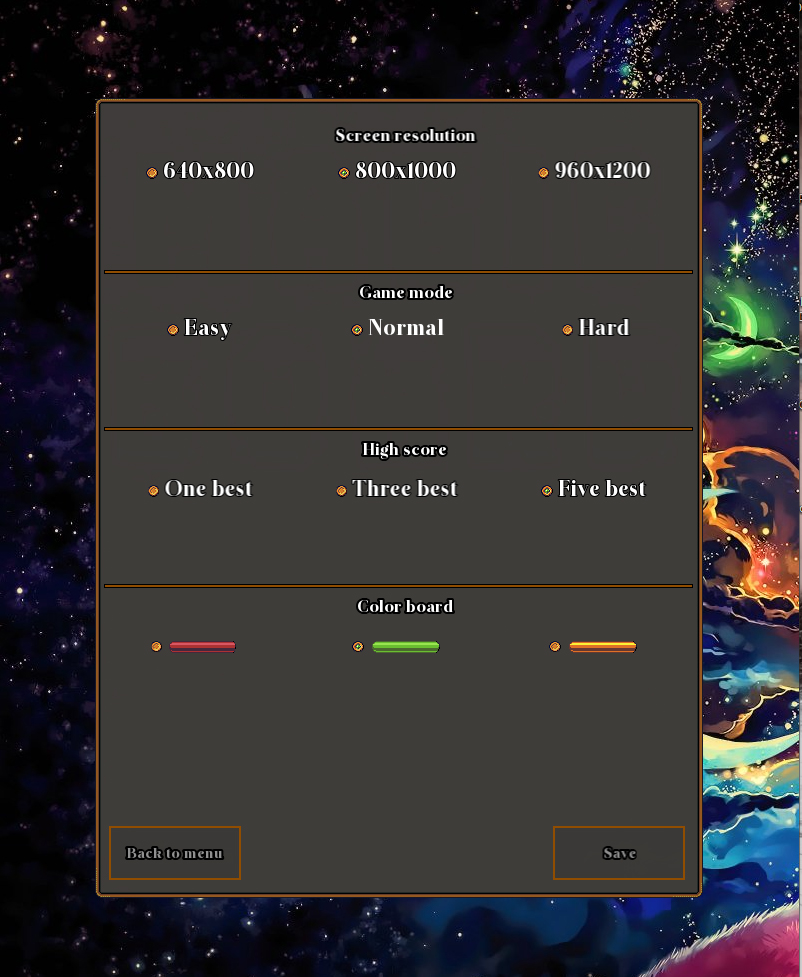 Screen resolution
640x800 800x1000 960x1200
Game mode
Easy Normal Hard
High score
One best Three best Five best
Color board
Back to menu Save